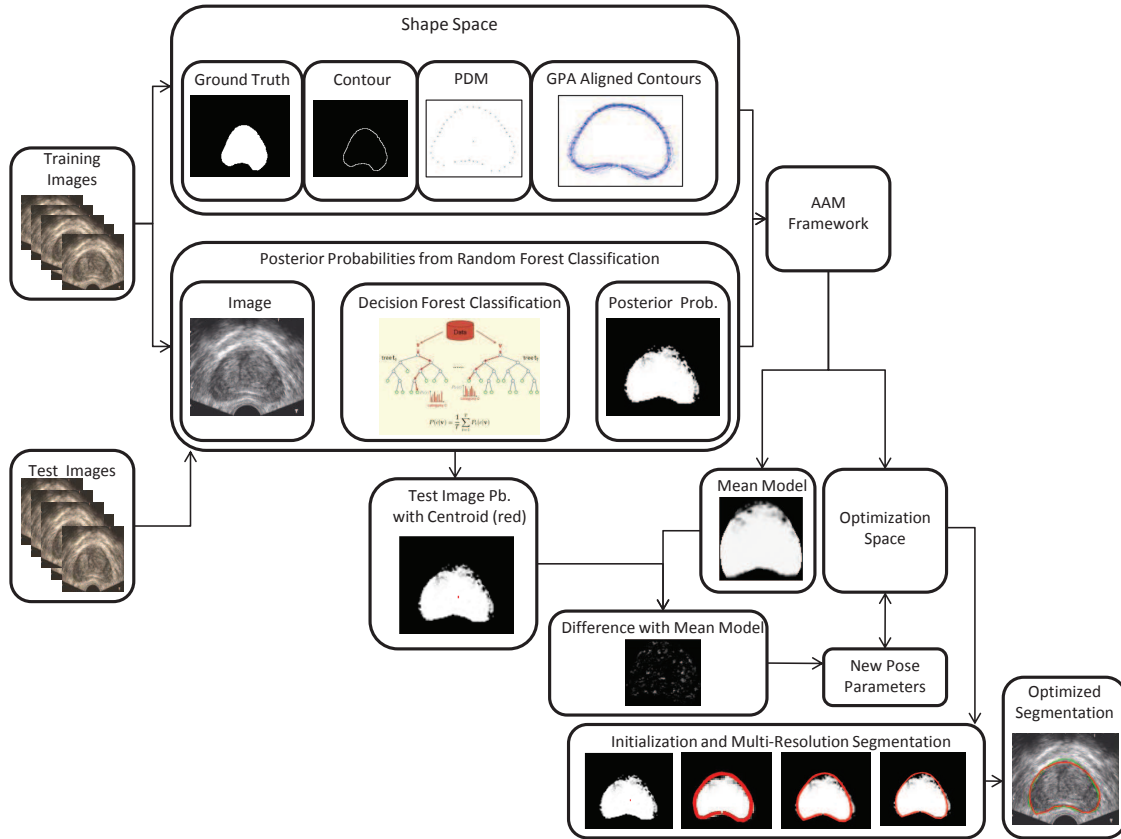 Shape Space
Ground Truth
Contour
PDM
GPA Aligned Contours
Training
Images
AAM
Framework
Posterior Probabilities from Random Forest Classification
Image
Decision Forest Classification
Posterior Prob.
Data
Test Images
Test Image Pb.
with Centroid (red)
Mean Model
Optimization
Space
Difference with Mean Model
New Pose
Parameters
Optimized
Segmentation
Initialization and Multi-Resolution Segmentation